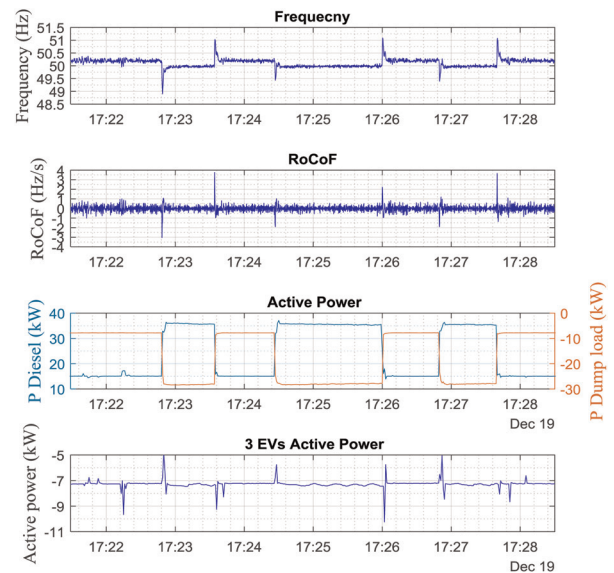 Frequecny
Frequency (Hz)
51.5
51
50.5
50
49.5
49
48.5
17:22 17:23 17:24 17:25 17:26 17:27 17:28
RoCoF
RoCoF (Hz/s)
4
3
2
1
0
-1
-2
-3
-4
17:22 17:23 17:24 17:25 17:26 17:27 17:28
Active Power
P Diesel (kW)
40
30
20
10
P Dump load (kW)
0
-10
-20
-30
17:22 17:23 17:24 17:25 17:26 17:27 17:28
Dec 19
3 EVs Active Power
Active power (kW)
-5
-7
-9
-11
17:22 17:23 17:24 17:25 17:26 17:27 17:28
Dec 19